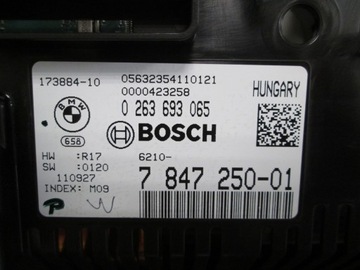 173884-10
05632354110121
0000423258
HUNGARY
0 263 693 065
BMW
BOSCH
658
HW :R17
6210-
SW :0120
110927
7 847 250-01
INDEX: M09
P